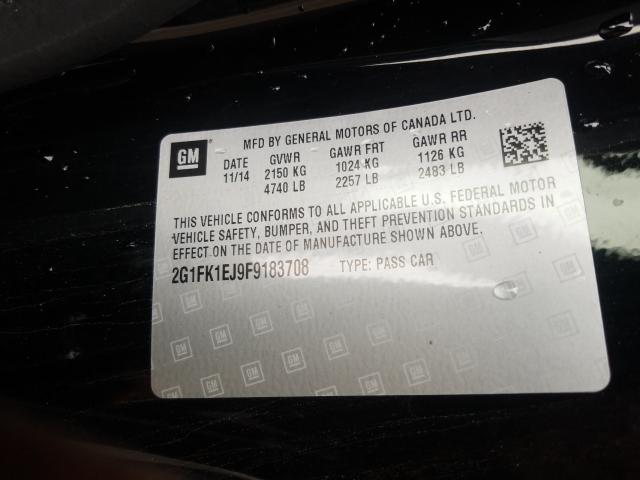 GM
MFD BY GENERAL MOTORS OF CANADA LTD.
DATE GVWR GAWR FRT GAWR RR
11/14 2150 KG 1024 KG 1126 KG
4740 LB 2257 LB 2483 LB
THIS VEHICLE CONFORMS TO ALL APPLICABLE U.S. FEDERAL MOTOR
VEHICLE SAFETY, BUMPER, AND THEFT PREVENTION STANDARDS IN
EFFECT ON THE DATE OF MANUFACTURE SHOWN ABOVE.
2G1FK1EJ9F9183708 TYPE: PASS CAR